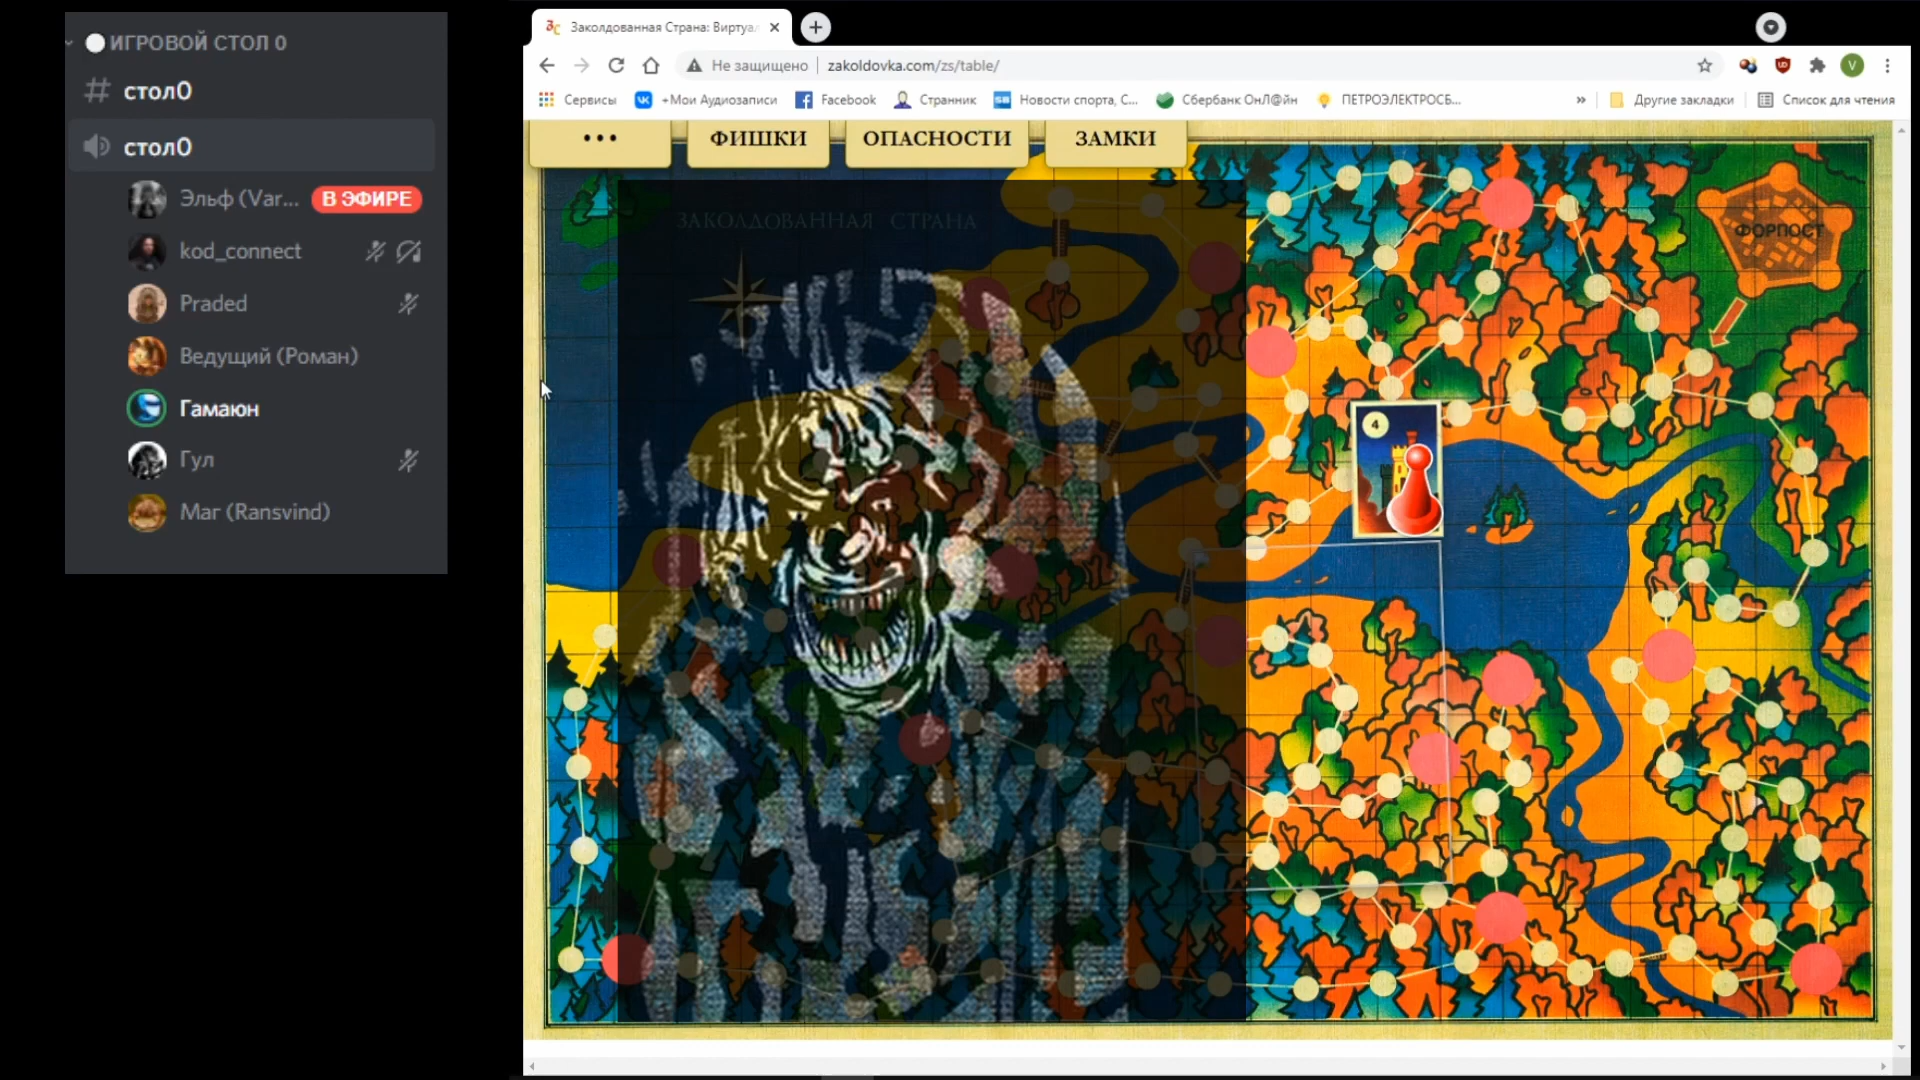 ИГРОВОЙ СТОЛ 0
# стол0
стол0
Эльф (Var...
В ЭФИРЕ
kod_connect
Praded
Ведущий (Роман)
Гамаюн
Гул
Маг (Ransvind)
Заколдованная Страна: Виртуал
Не защищено
zakoldovka.com/zs/table/
V
Сервисы
+Мои Аудиозаписи
Facebook
Странник
Новости спорта, С...
Сбербанк ОнЛ@йн
ПЕТРОЭЛЕКТРОСБ...
»
Другие закладки
Список для чтения
•••
ФИШКИ
ОПАСНОСТИ
ЗАМКИ
ЗАКОЛДОВАННАЯ СТРАНА
ФОРПОСТ
4